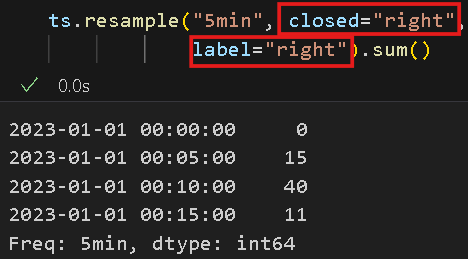 ts.resample("5min", closed="right",
label="right").sum()
0.0s
2023-01-01 00:00:00     0
2023-01-01 00:05:00    15
2023-01-01 00:10:00    40
2023-01-01 00:15:00    11
Freq: 5min, dtype: int64